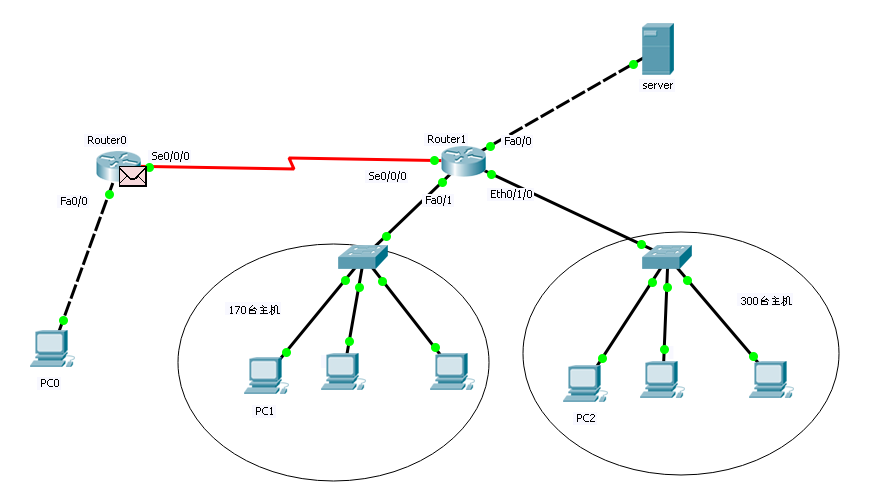 server
Router0
Se0/0/0
Router1
Fa0/0
Se0/0/0
Fa0/0
Fa0/1
Eth0/1/0
170台主机
300台主机
PC0
PC1
PC2